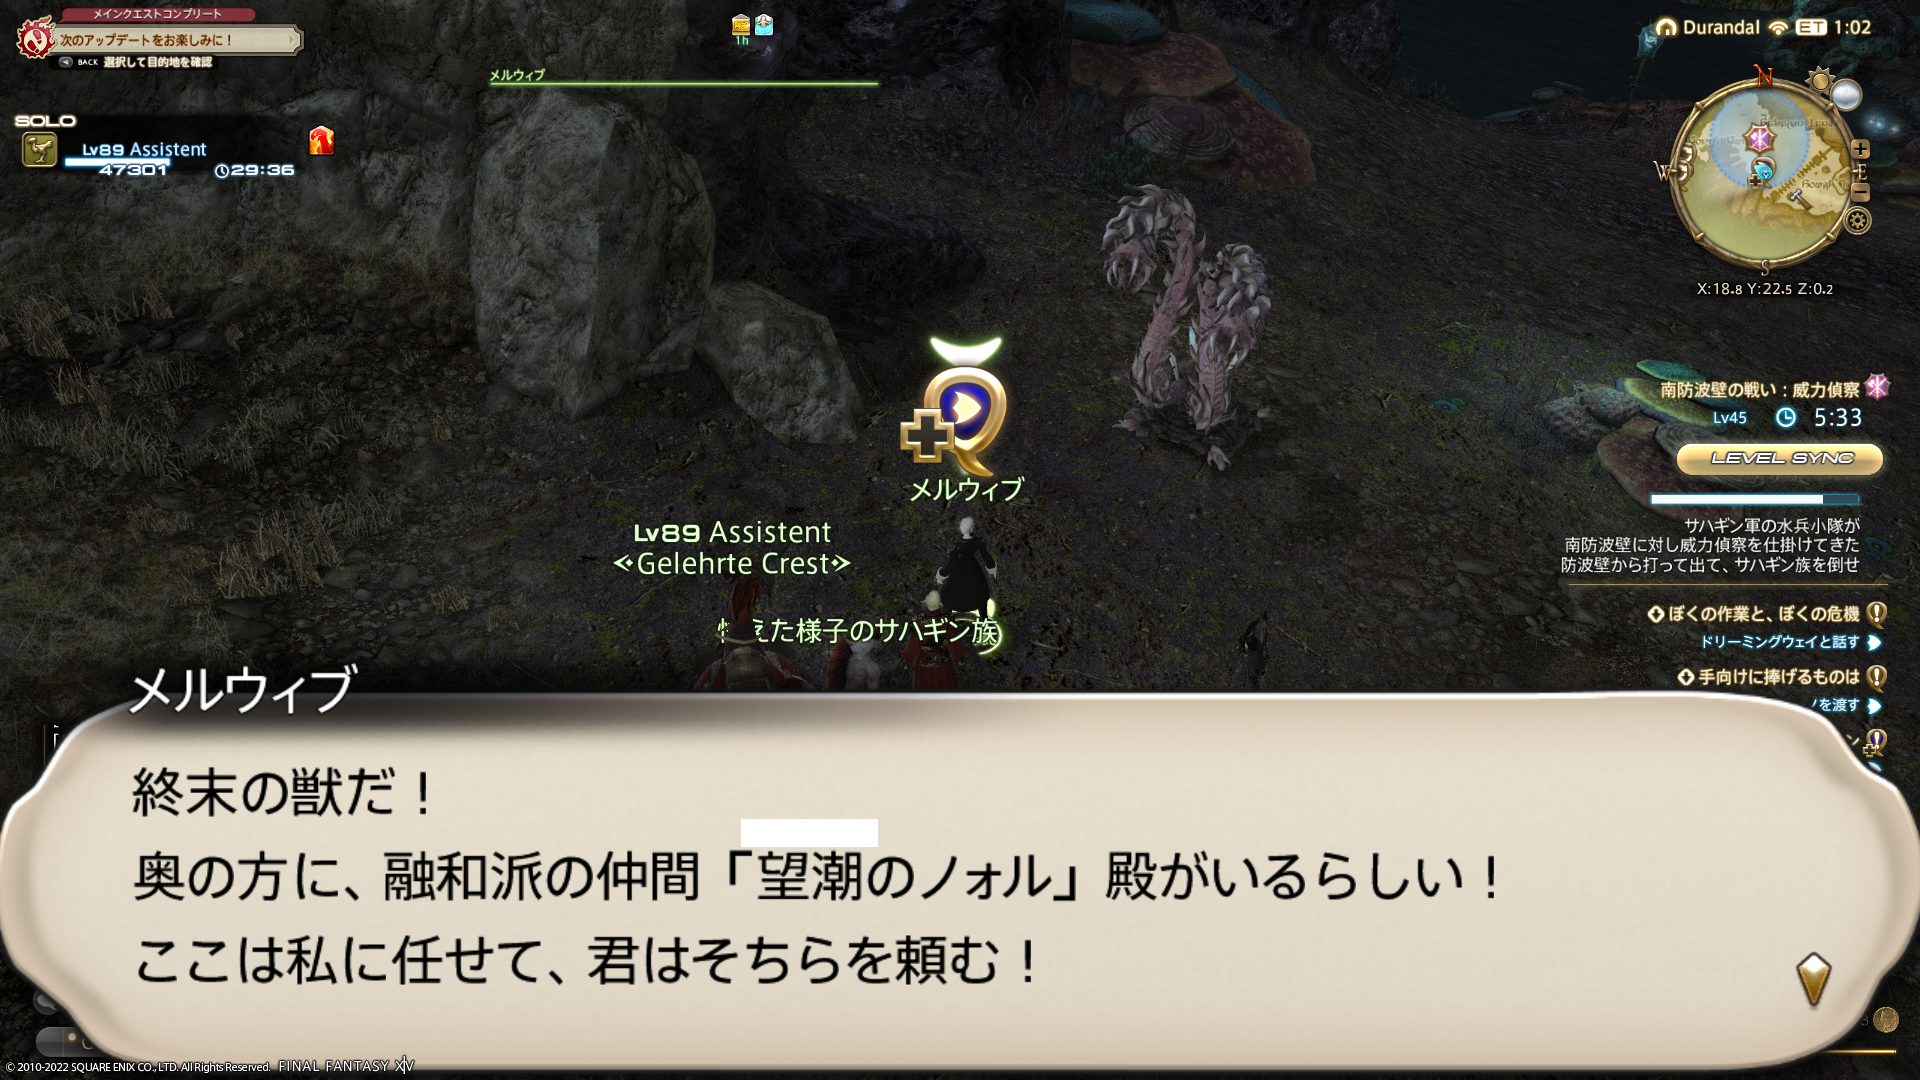 メインクエストコンプリート
次のアップデートをお楽しみに！
BACK 選択して目的地を確認
1h
メルウィブ
Durandal ET 1:02
SOLO
Lv89 Assistent
47301 29:36
N
W
E
S
X:18.8 Y:22.5 Z:0.2
南防波壁の戦い：威力偵察
Lv45 5:33
LEVEL SYNC
サハギン軍の水兵小隊が
南防波壁に対し威力偵察を仕掛けてきた
防波壁から打って出て、サハギン族を倒せ
ぼくの作業と、ぼくの危機
ドリーミングウェイと話す
手向けに捧げるものは
を渡す
メルウィブ
Lv89 Assistent
«Gelehrte Crest»
えた様子のサハギン族
メルウィブ
終末の獣だ！
奥の方に、融和派の仲間「望潮のノォル」殿がいるらしい！
ここは私に任せて、君はそちらを頼む！
3
© 2010-2022 SQUARE ENIX CO., LTD. All Rights Reserved. FINAL FANTASY XIV